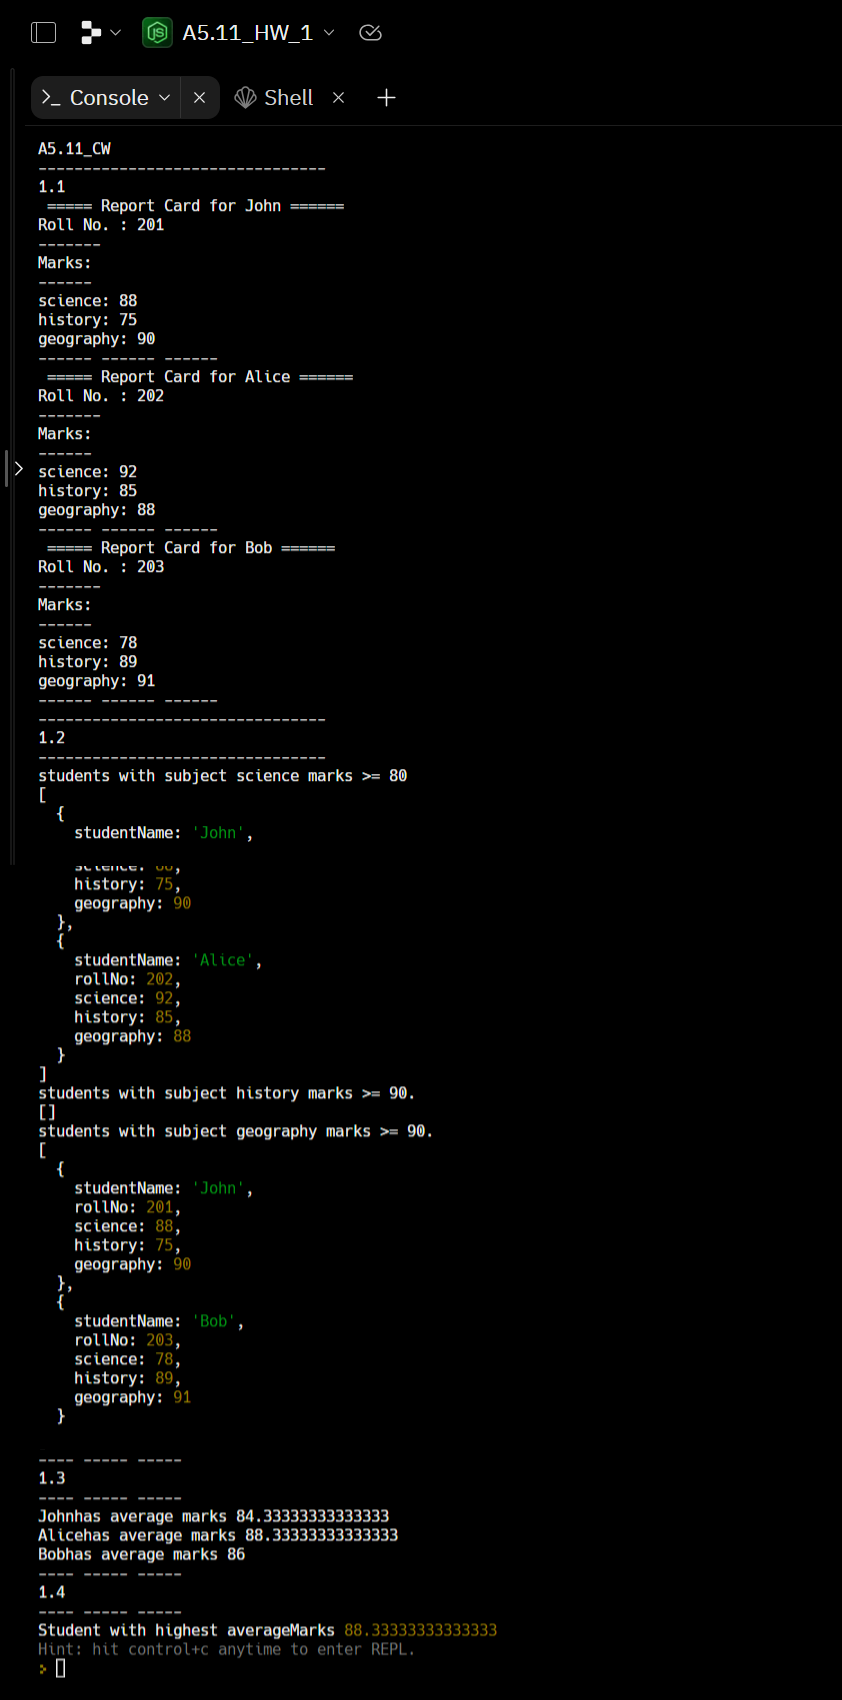 A5.11_HW_1
Console
Shell
A5.11_CW
--------------------------------
1.1
===== Report Card for John ======
Roll No. : 201
-------
Marks:
------
science: 88
history: 75
geography: 90
------ ------ ------
===== Report Card for Alice ======
Roll No. : 202
-------
Marks:
------
science: 92
history: 85
geography: 88
------ ------ ------
===== Report Card for Bob ======
Roll No. : 203
-------
Marks:
------
science: 78
history: 89
geography: 91
------ ------ ------
--------------------------------
1.2
--------------------------------
students with subject science marks >= 80
[
{
studentName: 'John',
science: 88,
history: 75,
geography: 90
},
{
studentName: 'Alice',
rollNo: 202,
science: 92,
history: 85,
geography: 88
}
]
students with subject history marks >= 90.
[]
students with subject geography marks >= 90.
[
{
studentName: 'John',
rollNo: 201,
science: 88,
history: 75,
geography: 90
},
{
studentName: 'Bob',
rollNo: 203,
science: 78,
history: 89,
geography: 91
}
---- ----- -----
1.3
---- ----- -----
Johnhas average marks 84.33333333333333
Alicehas average marks 88.33333333333333
Bobhas average marks 86
---- ----- -----
1.4
---- ----- -----
Student with highest averageMarks 88.33333333333333
Hint: hit control+c anytime to enter REPL.
>